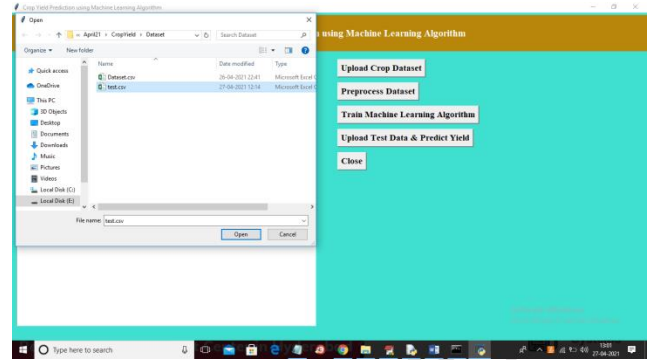 Crop Yield Prediction using Machine Learning Algorithm
Open
April21 › CropYield › Dataset
Search Dataset
Organize
New folder
Name
Date modified
Type
Quick access
OneDrive
This PC
3D Objects
Desktop
Documents
Downloads
Music
Pictures
Videos
Local Disk (C:)
Local Disk (E:)
Dataset.csv
26-04-2021 22:41
Microsoft Excel C
test.csv
27-04-2021 12:14
Microsoft Excel C
File name:
test.csv
Open
Cancel
using Machine Learning Algorithm
Upload Crop Dataset
Preprocess Dataset
Train Machine Learning Algorithm
Upload Test Data & Predict Yield
Close
Type here to search
13:01
27-04-2021